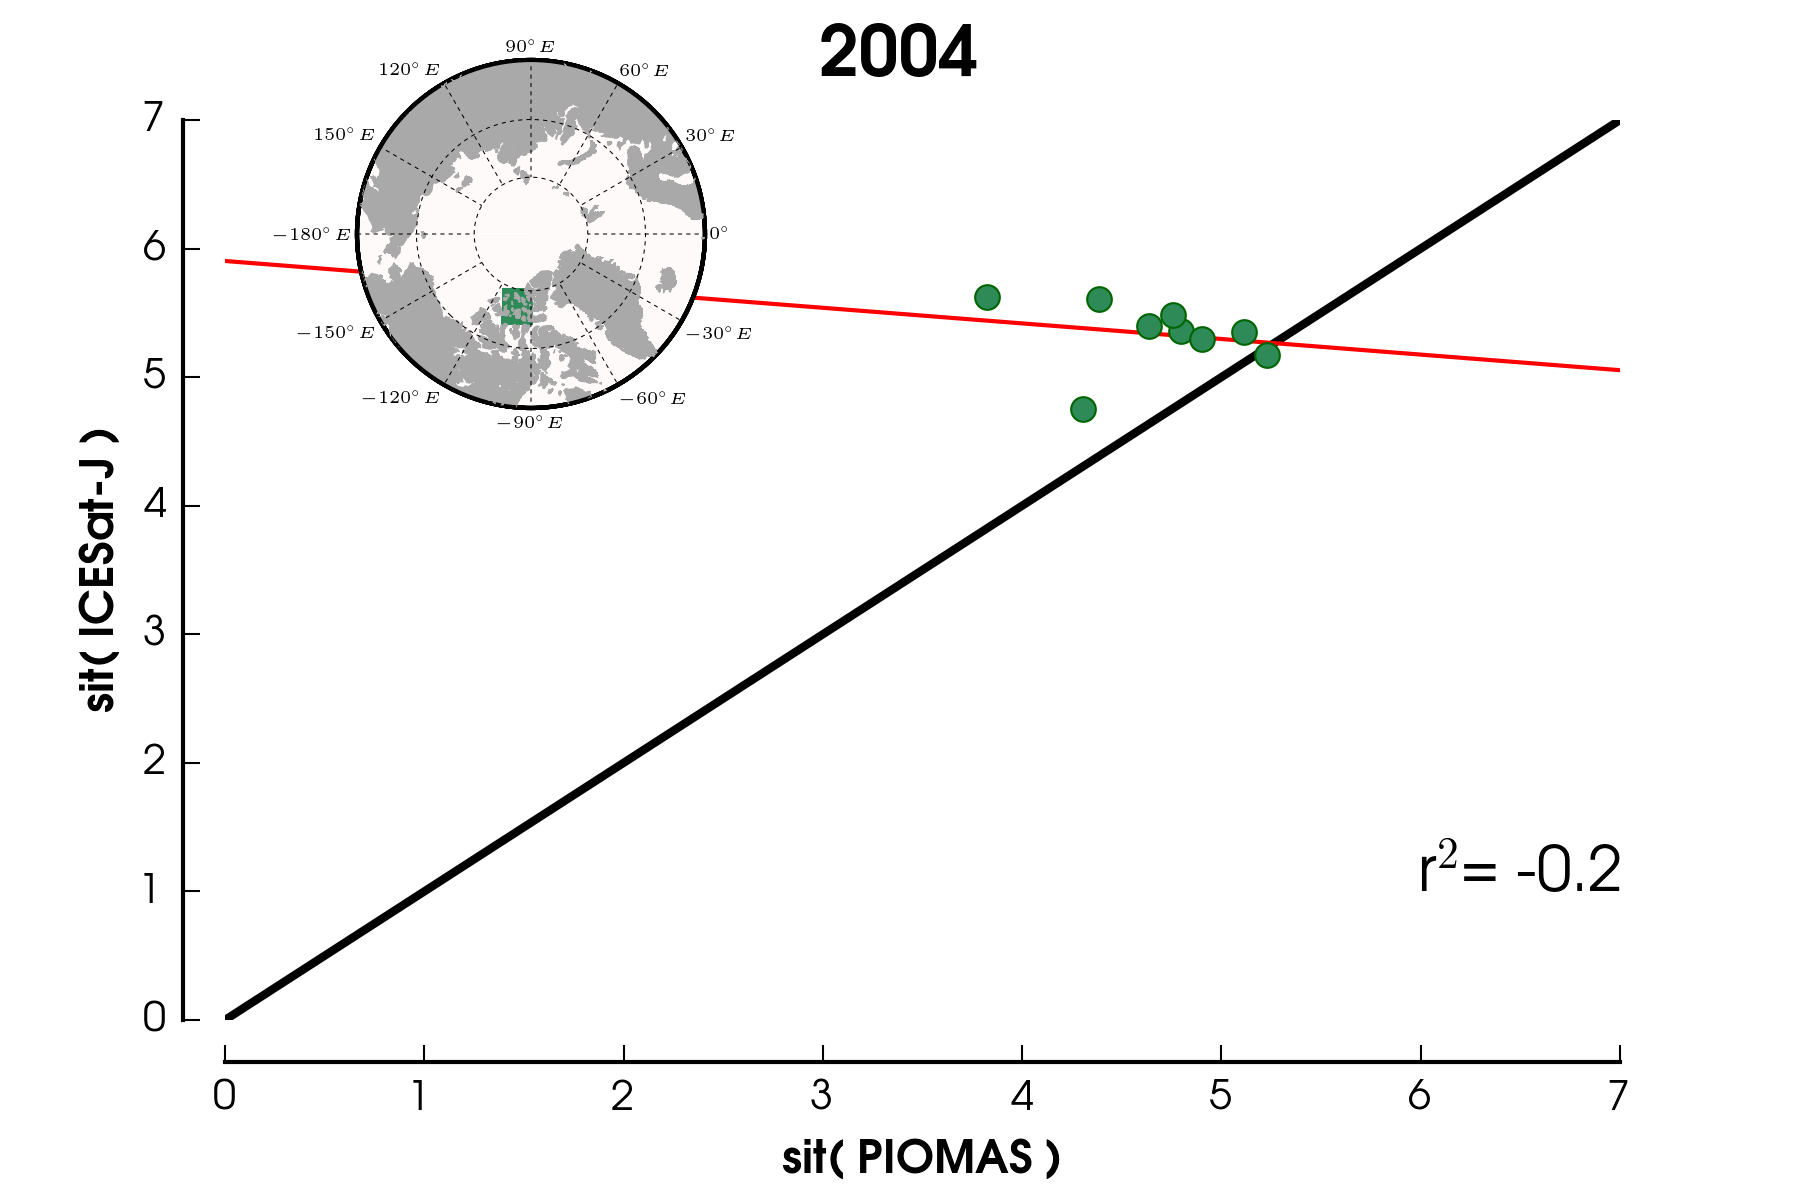 2004
90° E
120° E
60° E
150° E
30° E
−180° E
0°
−150° E
−30° E
−120° E
−60° E
−90° E
7
6
5
4
3
2
1
0
sit( ICESat-J )
r²= -0.2
0 1 2 3 4 5 6 7
sit( PIOMAS )